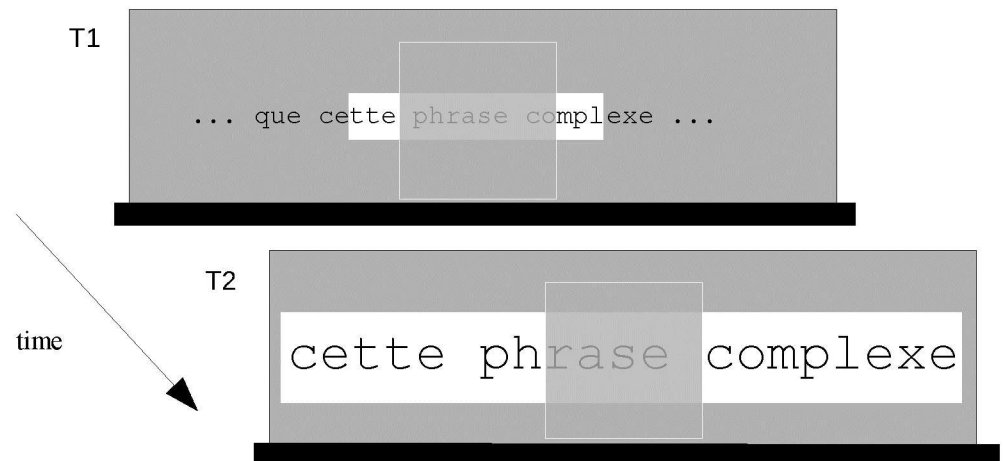 T1
... que cette phrase complexe ...
T2
time
cette phrase complexe